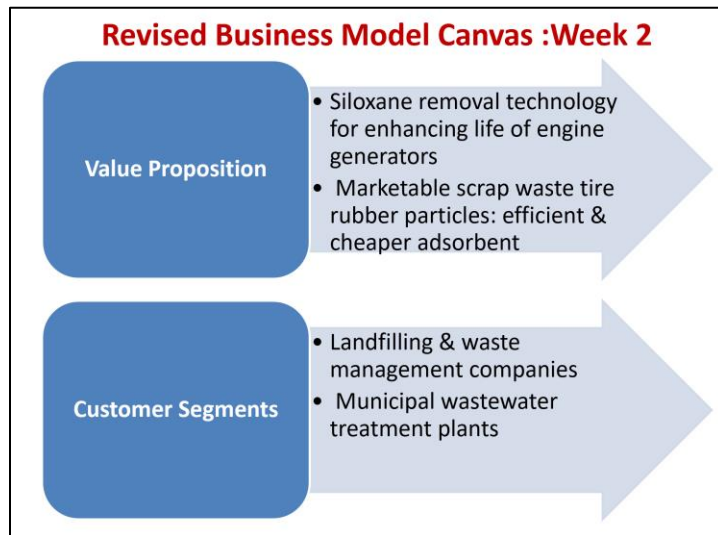 Revised Business Model Canvas :Week 2
Value Proposition
• Siloxane removal technology
for enhancing life of engine
generators
• Marketable scrap waste tire
rubber particles: efficient &
cheaper adsorbent
Customer Segments
• Landfilling & waste
management companies
• Municipal wastewater
treatment plants